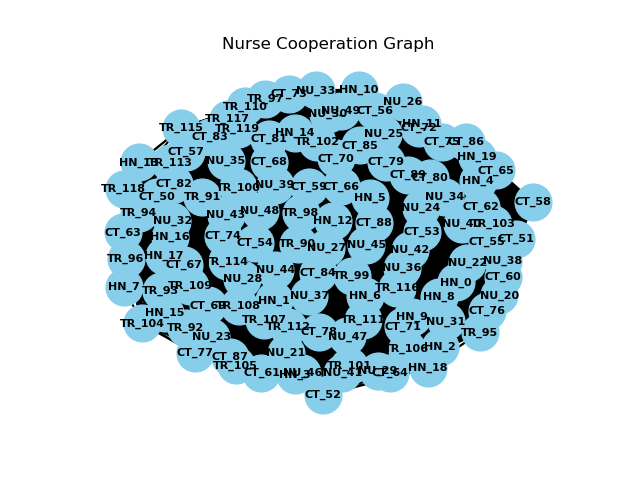 Nurse Cooperation Graph
NU_33
HN_10
CT_73
TR_97
NU_26
TR_110
NU_49
CT_56
NU_30
TR_117
HN_11
CT_72
TR_115
TR_119
HN_14
NU_25
CT_83
CT_81
TR_102
CT_75
CT_86
CT_85
CT_57
HN_19
TR_113
NU_35
CT_68
CT_70
CT_79
CT_65
CT_89
CT_80
HN_4
CT_82
TR_118
TR_100
NU_39
CT_59
CT_66
CT_50
TR_91
HN_5
NU_34
CT_58
CT_62
NU_24
TR_94
NU_43
NU_48
TR_98
NU_32
HN_12
CT_88
TR_103
CT_63
HN_16
CT_74
CT_53
CT_54
TR_90
NU_27
NU_45
CT_55
CT_51
NU_42
HN_17
TR_96
TR_114
CT_67
NU_44
CT_84
TR_99
NU_36
NU_22
NU_38
NU_28
CT_60
HN_0
HN_7
TR_93
TR_109
TR_116
NU_37
HN_6
HN_8
NU_20
HN_1
TR_108
CT_76
HN_15
TR_104
TR_107
TR_111
HN_9
NU_31
TR_92
TR_112
CT_71
CT_78
TR_95
NU_23
NU_47
HN_2
TR_106
NU_21
CT_77
CT_87
TR_105
TR_101
HN_18
CT_61
HN_3
NU_46
NU_41
NU_29
CT_64
CT_52